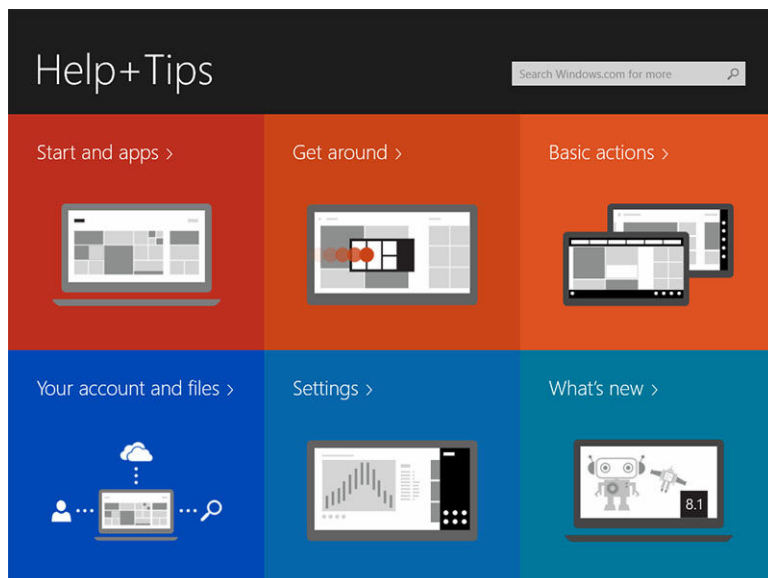 Help+Tips
Search Windows.com for more
Start and apps >
Get around >
Basic actions >
Your account and files >
Settings >
What's new >
8.1